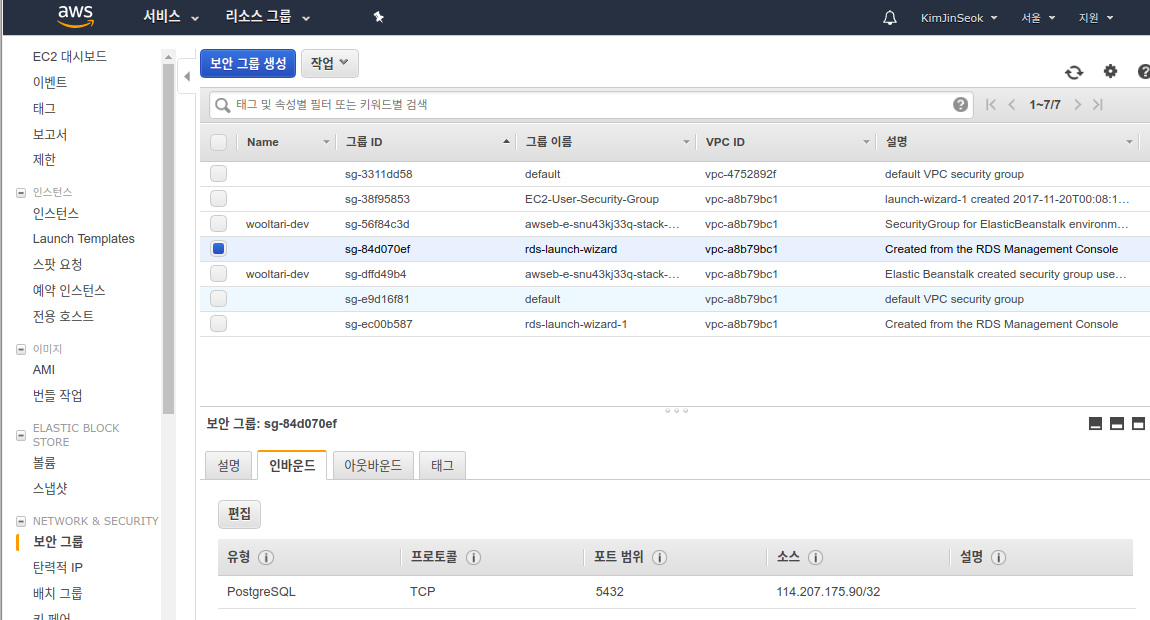 aws 서비스 리소스 그룹 KimJinSeok 서울 지원
EC2 대시보드
이벤트
태그
보고서
제한
인스턴스
인스턴스
Launch Templates
스팟 요청
예약 인스턴스
전용 호스트
이미지
AMI
번들 작업
ELASTIC BLOCK
STORE
볼륨
스냅샷
NETWORK & SECURITY
보안 그룹
탄력적 IP
배치 그룹
키 페어
보안 그룹 생성 작업
태그 및 속성별 필터 또는 키워드별 검색 1~7/7
Name 그룹 ID 그룹 이름 VPC ID 설명
sg-3311dd58 default vpc-4752892f default VPC security group
sg-38f95853 EC2-User-Security-Group vpc-a8b79bc1 launch-wizard-1 created 2017-11-20T00:08:1...
wooltari-dev sg-56f84c3d awseb-e-snu43kj33q-stack-... vpc-a8b79bc1 SecurityGroup for ElasticBeanstalk environm...
sg-84d070ef rds-launch-wizard vpc-a8b79bc1 Created from the RDS Management Console
wooltari-dev sg-dffd49b4 awseb-e-snu43kj33q-stack-... vpc-a8b79bc1 Elastic Beanstalk created security group use...
sg-e9d16f81 default vpc-a8b79bc1 default VPC security group
sg-ec00b587 rds-launch-wizard-1 vpc-a8b79bc1 Created from the RDS Management Console
보안 그룹: sg-84d070ef
설명 인바운드 아웃바운드 태그
편집
유형 프로토콜 포트 범위 소스 설명
PostgreSQL TCP 5432 114.207.175.90/32